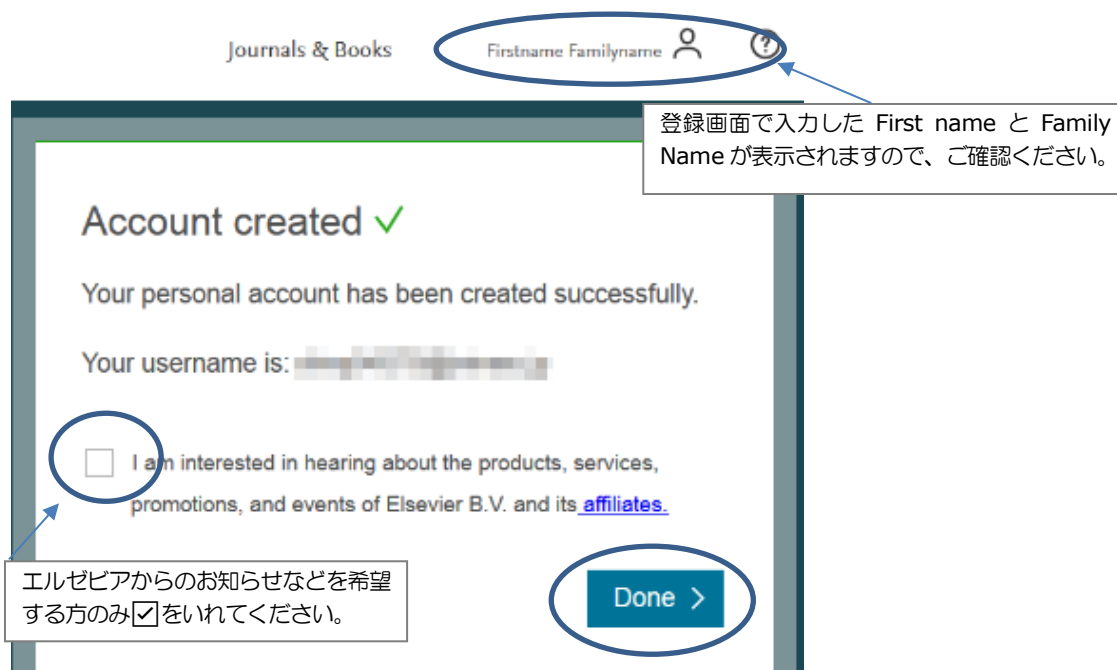 Journals & Books Firstname Familyname
登録画面で入力した First name と Family
Name が表示されますので、ご確認ください。
Account created
Your personal account has been created successfully.
Your username is:
I am interested in hearing about the products, services,
promotions, and events of Elsevier B.V. and its affiliates.
エルゼビアからのお知らせなどを希望
する方のみ☑をいれてください。
Done >